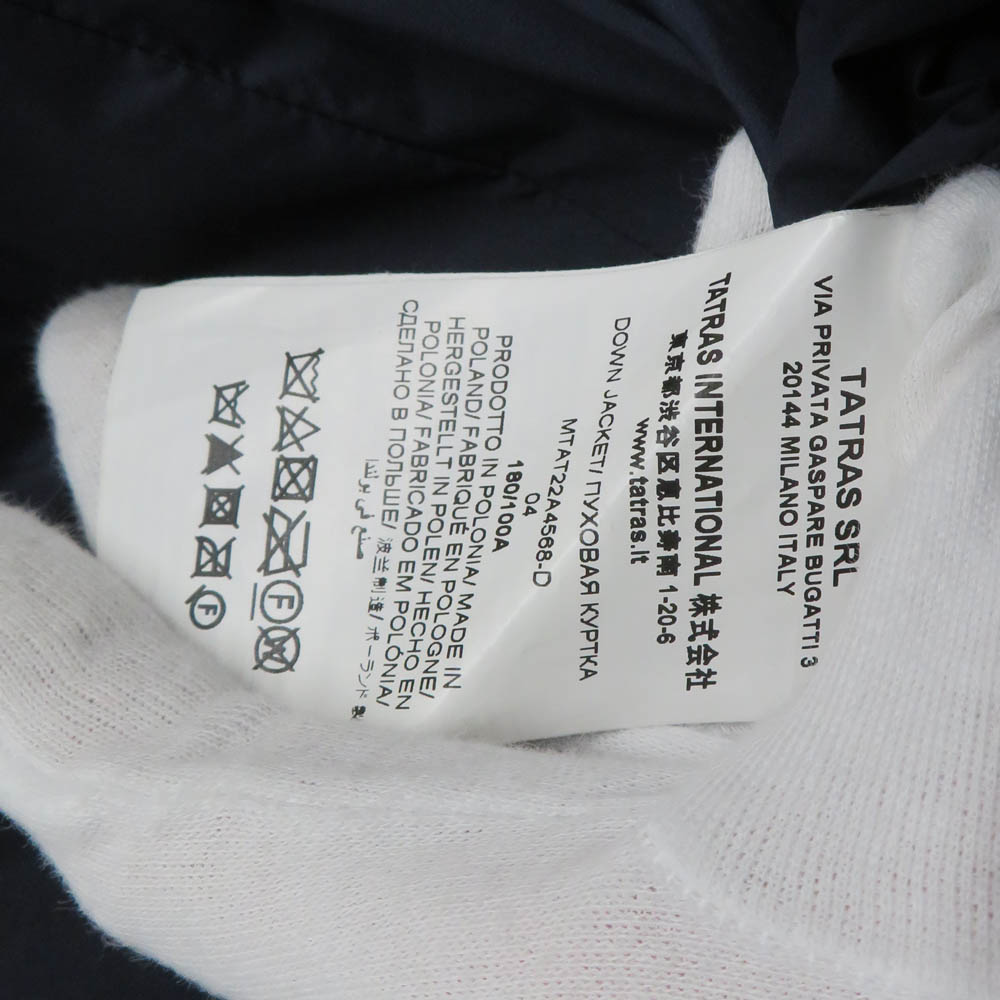 TATRAS SRL
VIA PRIVATA GASPARE BUGATTI 3
20144 MILANO ITALY
TATRAS INTERNATIONAL 株式会社
東京都渋谷区恵比寿南 1-20-6
www.tatras.it
DOWN JACKET/ ПУХОВАЯ КУРТКА
MTAT22A4568-D
04
180/100A
PRODOTTO IN POLONIA/ MADE IN
POLAND/ FABRIQUÉ EN POLOGNE/
HERGESTELLT IN POLEN/ HECHO EN
POLONIA/ FABRICADO EM POLÓNIA/
СДЕЛАНО В ПОЛЬШЕ/ 波兰制造/ ポーランド製
صنع في بولندا
F
F